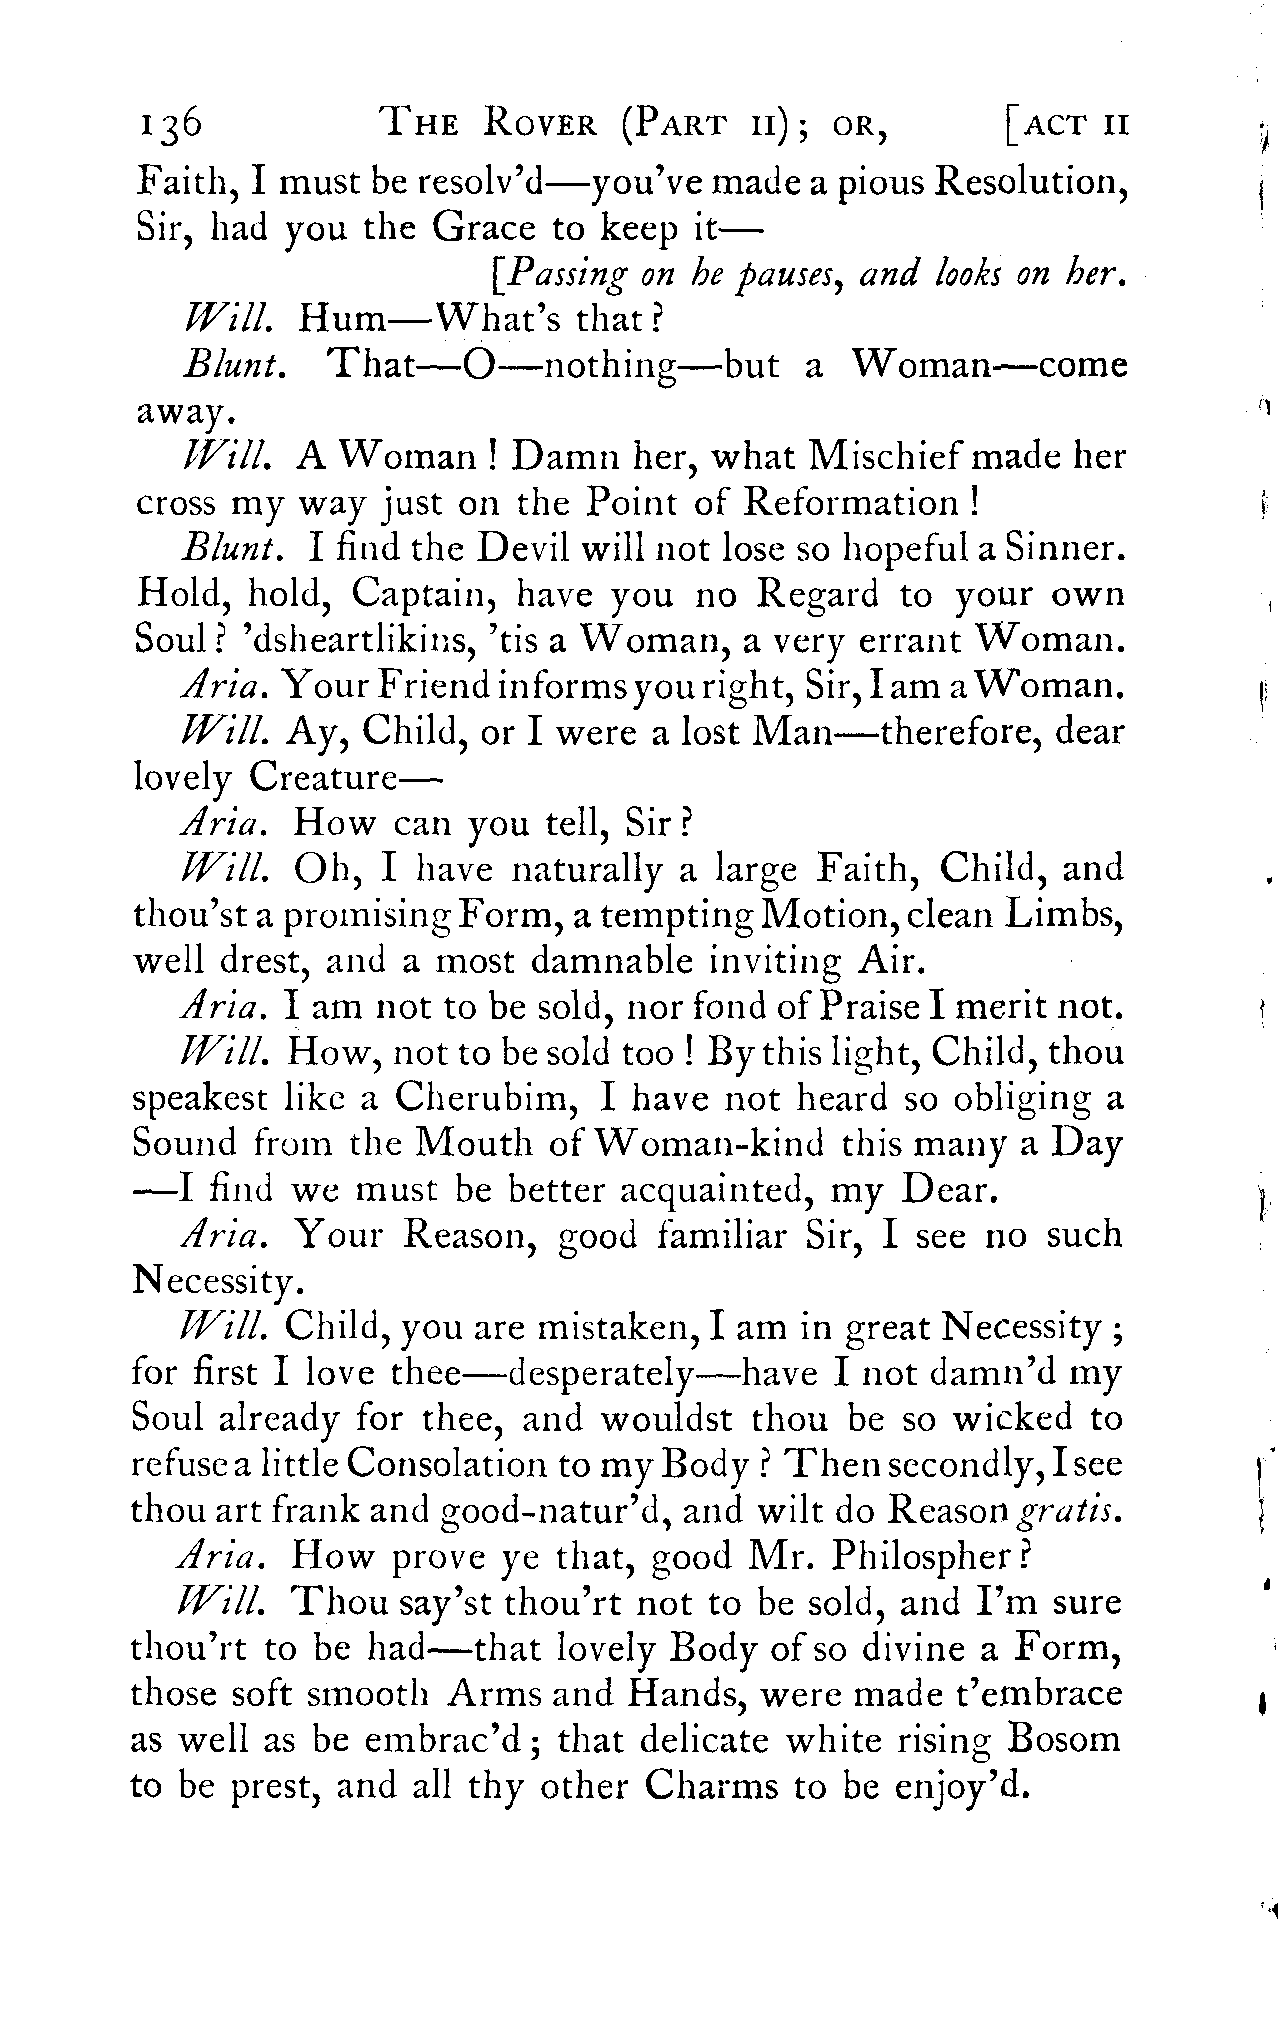 136 THE ROVER (PART II); OR, [ACT II
Faith, I must be resolv'd—you've made a pious Resolution,
Sir, had you the Grace to keep it—
[Passing on he pauses, and looks on her.
Will. Hum—What's that?
Blunt. That—O—nothing—but a Woman—come
away.
Will. A Woman! Damn her, what Mischief made her
cross my way just on the Point of Reformation!
Blunt. I find the Devil will not lose so hopeful a Sinner.
Hold, hold, Captain, have you no Regard to your own
Soul? 'dsheartlikins, 'tis a Woman, a very errant Woman.
Aria. Your Friend informs you right, Sir, I am a Woman.
Will. Ay, Child, or I were a lost Man—therefore, dear
lovely Creature—
Aria. How can you tell, Sir?
Will. Oh, I have naturally a large Faith, Child, and
thou'st a promising Form, a tempting Motion, clean Limbs,
well drest, and a most damnable inviting Air.
Aria. I am not to be sold, nor fond of Praise I merit not.
Will. How, not to be sold too! By this light, Child, thou
speakest like a Cherubim, I have not heard so obliging a
Sound from the Mouth of Woman-kind this many a Day
—I find we must be better acquainted, my Dear.
Aria. Your Reason, good familiar Sir, I see no such
Necessity.
Will. Child, you are mistaken, I am in great Necessity;
for first I love thee—desperately—have I not damn'd my
Soul already for thee, and wouldst thou be so wicked to
refuse a little Consolation to my Body? Then secondly, I see
thou art frank and good-natur'd, and wilt do Reason gratis.
Aria. How prove ye that, good Mr. Philospher?
Will. Thou say'st thou'rt not to be sold, and I'm sure
thou'rt to be had—that lovely Body of so divine a Form,
those soft smooth Arms and Hands, were made t'embrace
as well as be embrac'd; that delicate white rising Bosom
to be prest, and all thy other Charms to be enjoy'd.